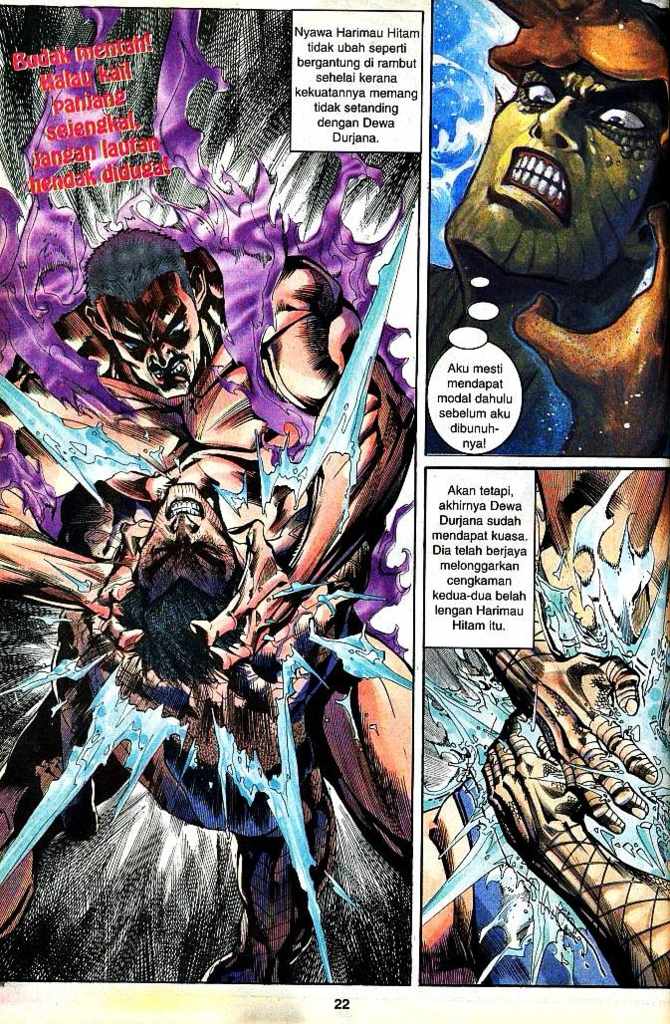 Budak mentah!
Kalau kail
panjang
sejengkal,
jangan lautan
hendak diduga!
Nyawa Harimau Hitam
tidak ubah seperti
bergantung di rambut
sehelai kerana
kekuatannya memang
tidak setanding
dengan Dewa
Durjana.
Aku mesti
mendapat
modal dahulu
sebelum aku
dibunuh-
nya!
Akan tetapi,
akhirnya Dewa
Durjana sudah
mendapat kuasa.
Dia telah berjaya
melonggarkan
cengkaman
kedua-dua belah
lengan Harimau
Hitam itu.
22